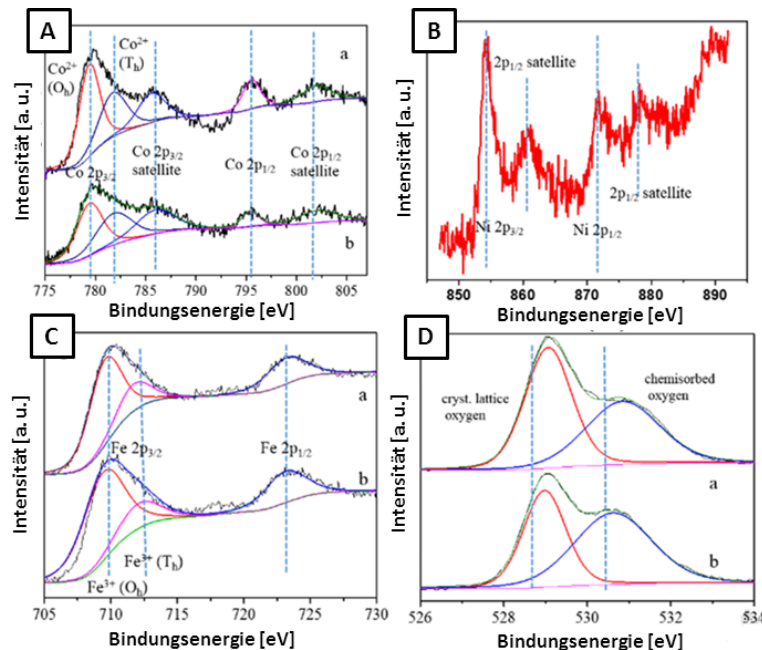 A
Co²⁺
(Oₕ)
Co²⁺
(Tₕ)
a
Co 2p₃/₂
Co 2p₃/₂
satellite
Co 2p₁/₂
Co 2p₁/₂
satellite
b
Intensität [a. u.]
775 780 785 790 795 800 805
Bindungsenergie [eV]
B
2p₁/₂ satellite
2p₁/₂ satellite
Ni 2p₃/₂
Ni 2p₁/₂
Intensität [a. u.]
850 860 870 880 890
Bindungsenergie [eV]
C
a
Fe 2p₃/₂
Fe 2p₁/₂
b
Fe³⁺ (Tₕ)
Fe³⁺ (Oₕ)
Intensität [a. u.]
705 710 715 720 725 730
Bindungsenergie [eV]
D
cryst. lattice
oxygen
chemisorbed
oxygen
a
b
Intensität [a. u.]
526 528 530 532 534
Bindungsenergie [eV]